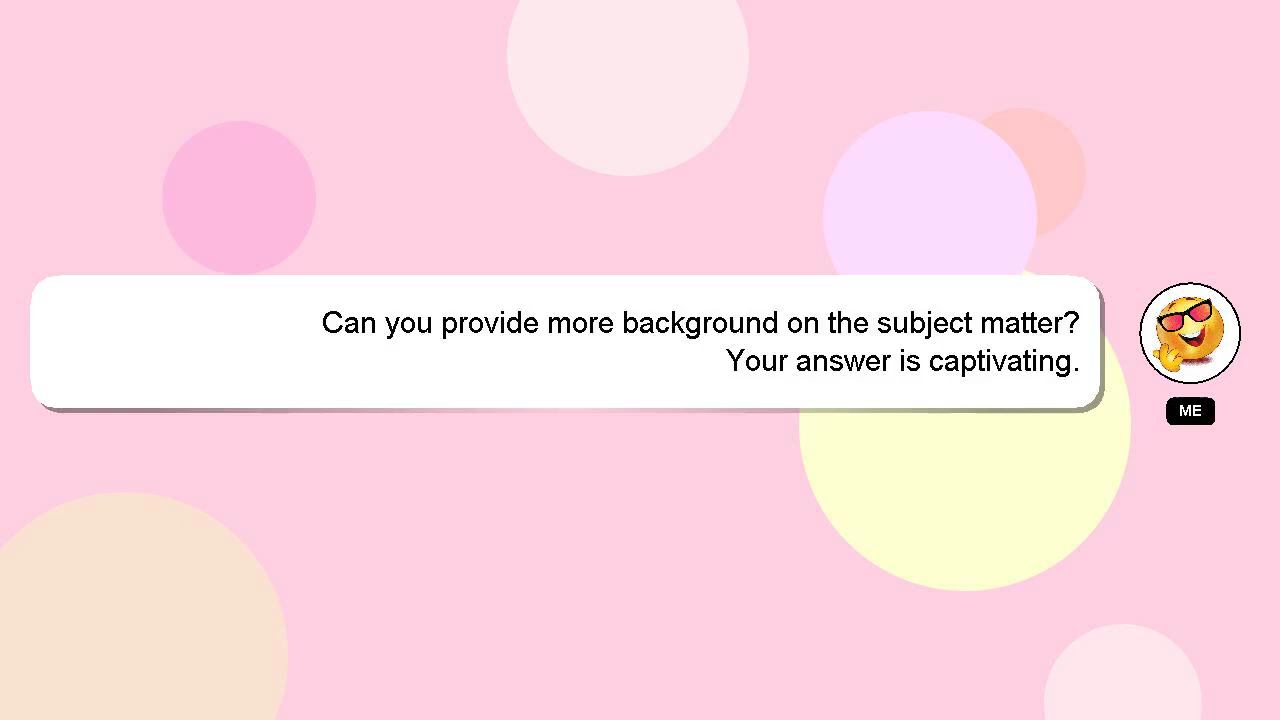 Can you provide more background on the subject matter?
Your answer is captivating.
ME